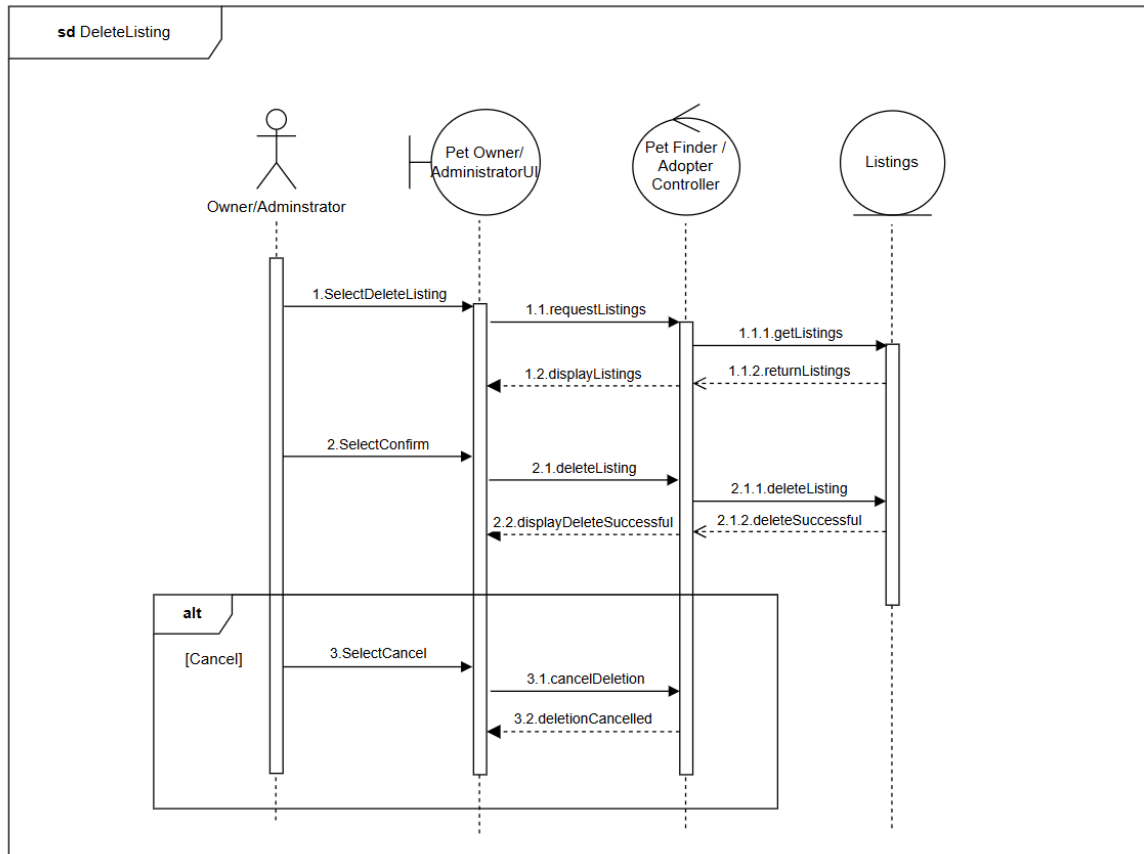 sd DeleteListing
Pet Owner/
AdministratorUI
Pet Finder /
Adopter
Controller
Listings
Owner/Adminstrator
1.SelectDeleteListing
1.1.requestListings
1.1.1.getListings
1.1.2.returnListings
1.2.displayListings
2.SelectConfirm
2.1.deleteListing
2.1.1.deleteListing
2.1.2.deleteSuccessful
2.2.displayDeleteSuccessful
alt
[Cancel]
3.SelectCancel
3.1.cancelDeletion
3.2.deletionCancelled